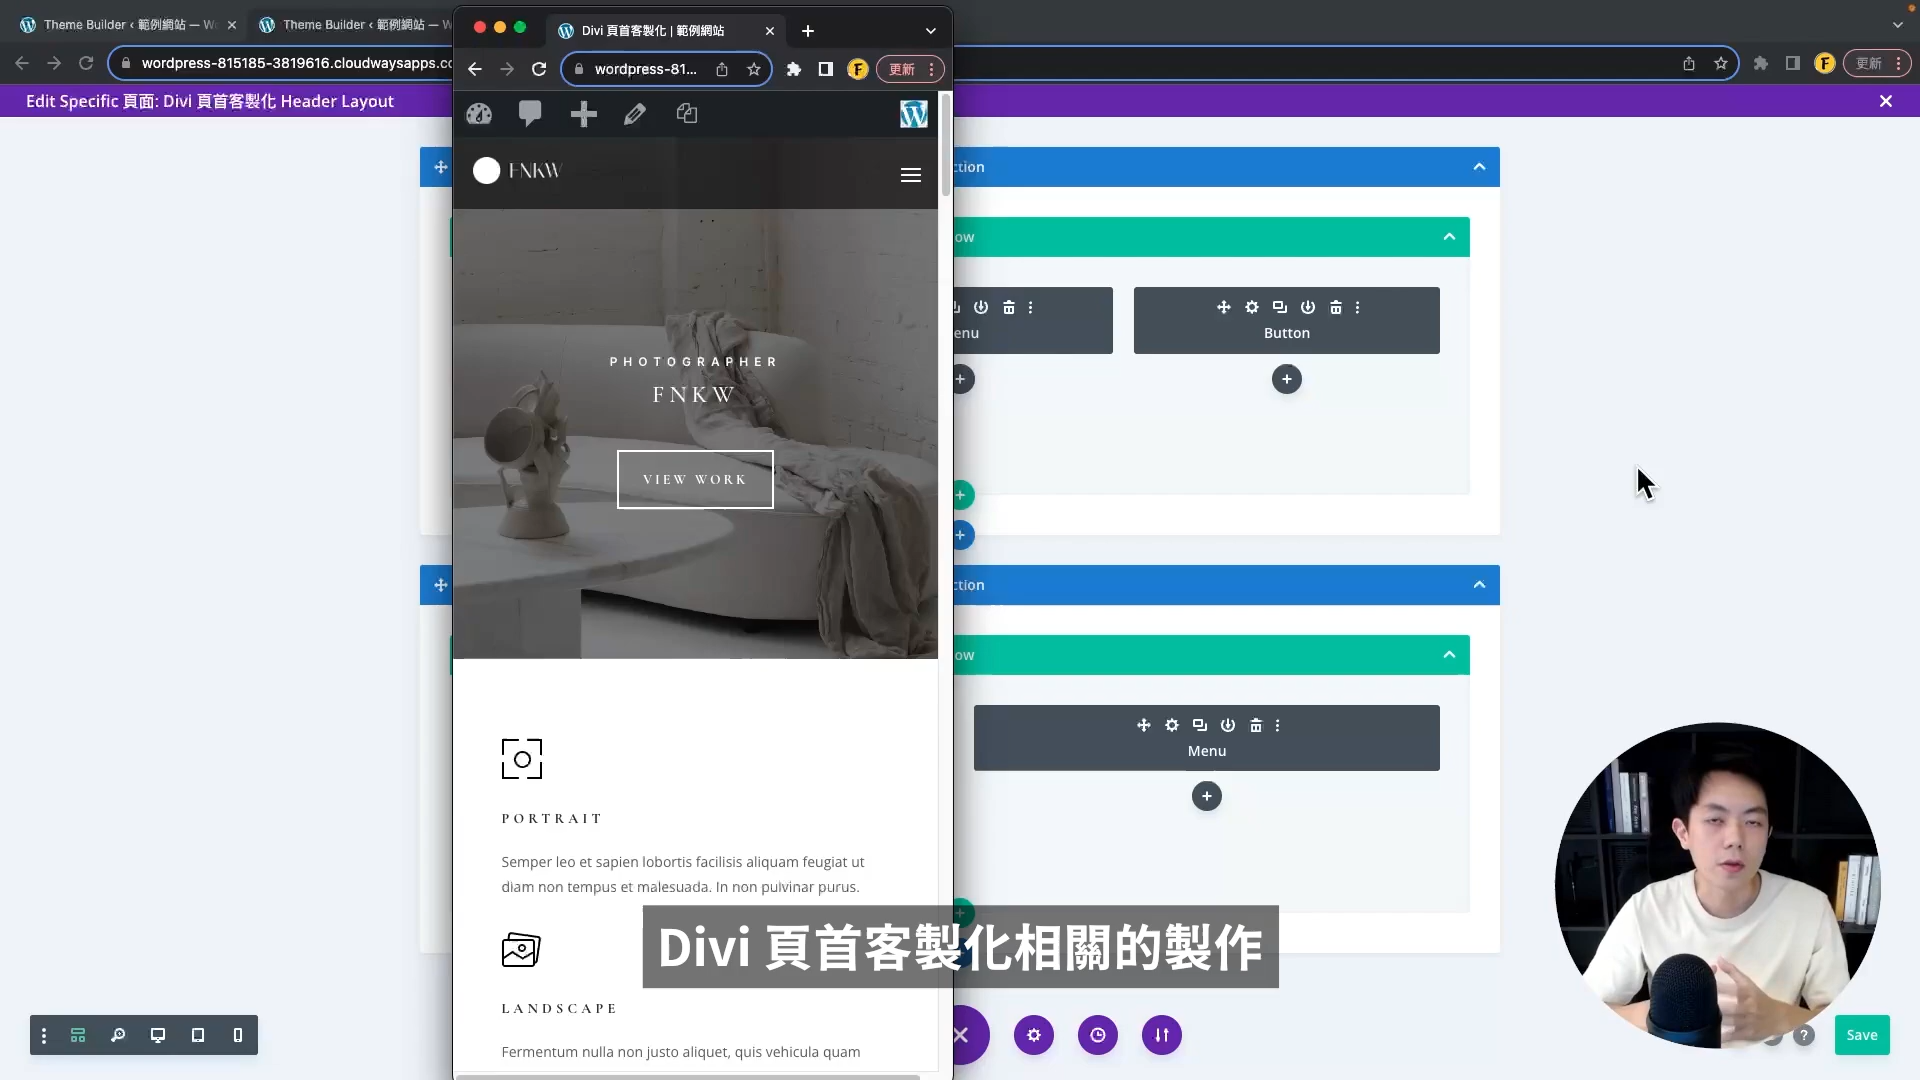 Theme Builder ‹ 範例網站 — W
Theme Builder ‹ 範例網站 — W
Divi 頁首客製化 | 範例網站
wordpress-815185-3819616.cloudwaysapps.co
wordpress-81...
更新
更新
Edit Specific 頁面: Divi 頁首客製化 Header Layout
FNKW
ction
ow
enu
Button
PHOTOGRAPHER
FNKW
VIEW WORK
ction
ow
Menu
PORTRAIT
Semper leo et sapien lobortis facilisis aliquam feugiat ut
diam non tempus et malesuada. In non pulvinar purus.
Divi 頁首客製化相關的製作
LANDSCAPE
Fermentum nulla non justo aliquet, quis vehicula quam
Save